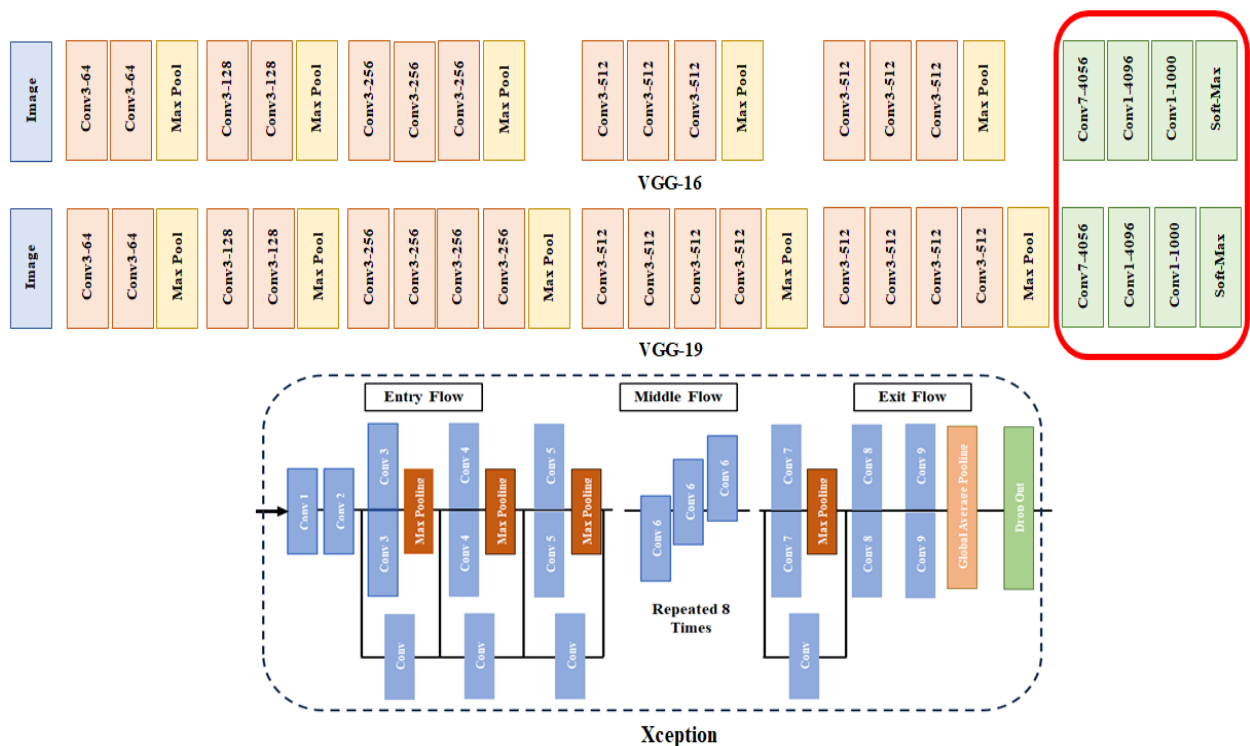 Image
Conv3-64
Conv3-64
Max Pool
Conv3-128
Conv3-128
Max Pool
Conv3-256
Conv3-256
Conv3-256
Max Pool
Conv3-512
Conv3-512
Conv3-512
Max Pool
Conv3-512
Conv3-512
Conv3-512
Max Pool
Conv7-4056
Conv1-4096
Conv1-1000
Soft-Max
VGG-16
Image
Conv3-64
Conv3-64
Max Pool
Conv3-128
Conv3-128
Max Pool
Conv3-256
Conv3-256
Conv3-256
Conv3-256
Max Pool
Conv3-512
Conv3-512
Conv3-512
Conv3-512
Max Pool
Conv3-512
Conv3-512
Conv3-512
Conv3-512
Max Pool
Conv7-4056
Conv1-4096
Conv1-1000
Soft-Max
VGG-19
Entry Flow
Middle Flow
Exit Flow
Conv 1
Conv 2
Conv 3
Conv 3
Max Pooling
Conv 4
Conv 4
Max Pooling
Conv 5
Conv 5
Max Pooling
Conv
Conv
Conv
Conv 6
Conv 6
Conv 6
Repeated 8
Times
Conv 7
Conv 7
Max Pooling
Conv
Conv 8
Conv 8
Conv 9
Conv 9
Global Average Pooling
Drop Out
Xception